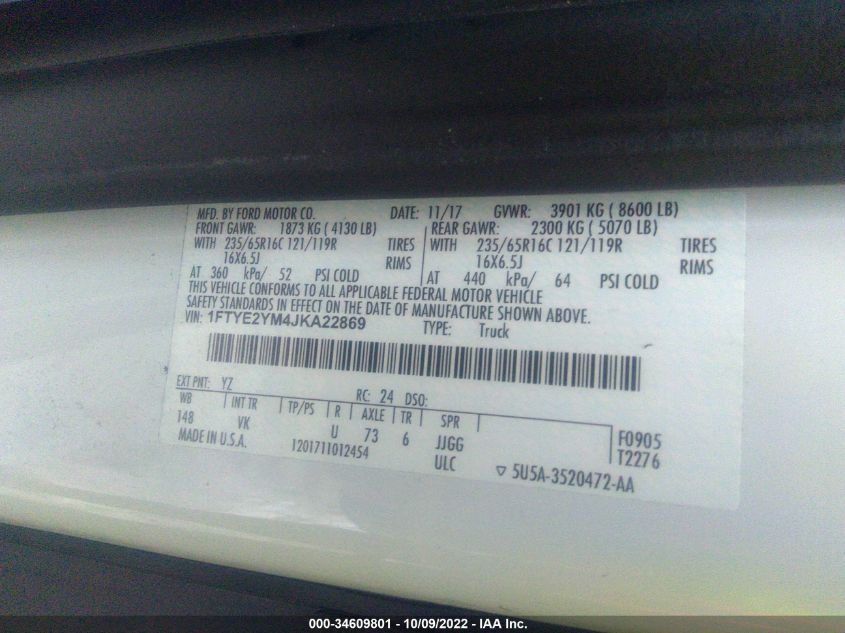 MFD. BY FORD MOTOR CO. DATE: 11/17 GVWR: 3901 KG ( 8600 LB)
FRONT GAWR: 1873 KG ( 4130 LB) REAR GAWR: 2300 KG ( 5070 LB)
WITH 235/65R16C 121/119R TIRES WITH 235/65R16C 121/119R TIRES
16X6.5J RIMS 16X6.5J RIMS
AT 360 kPa/ 52 PSI COLD AT 440 kPa/ 64 PSI COLD
THIS VEHICLE CONFORMS TO ALL APPLICABLE FEDERAL MOTOR VEHICLE
SAFETY STANDARDS IN EFFECT ON THE DATE OF MANUFACTURE SHOWN ABOVE.
VIN: 1FTYE2YM4JKA22869 TYPE: Truck
EXT PNT: YZ RC: 24 DSO:
WB INT TR TP/PS R AXLE TR SPR
148 VK U 73 6 JJGG F0905
MADE IN U.S.A. 1201711012454 ULC T2276
5U5A-3520472-AA
000-34609801 - 10/09/2022 - IAA Inc.